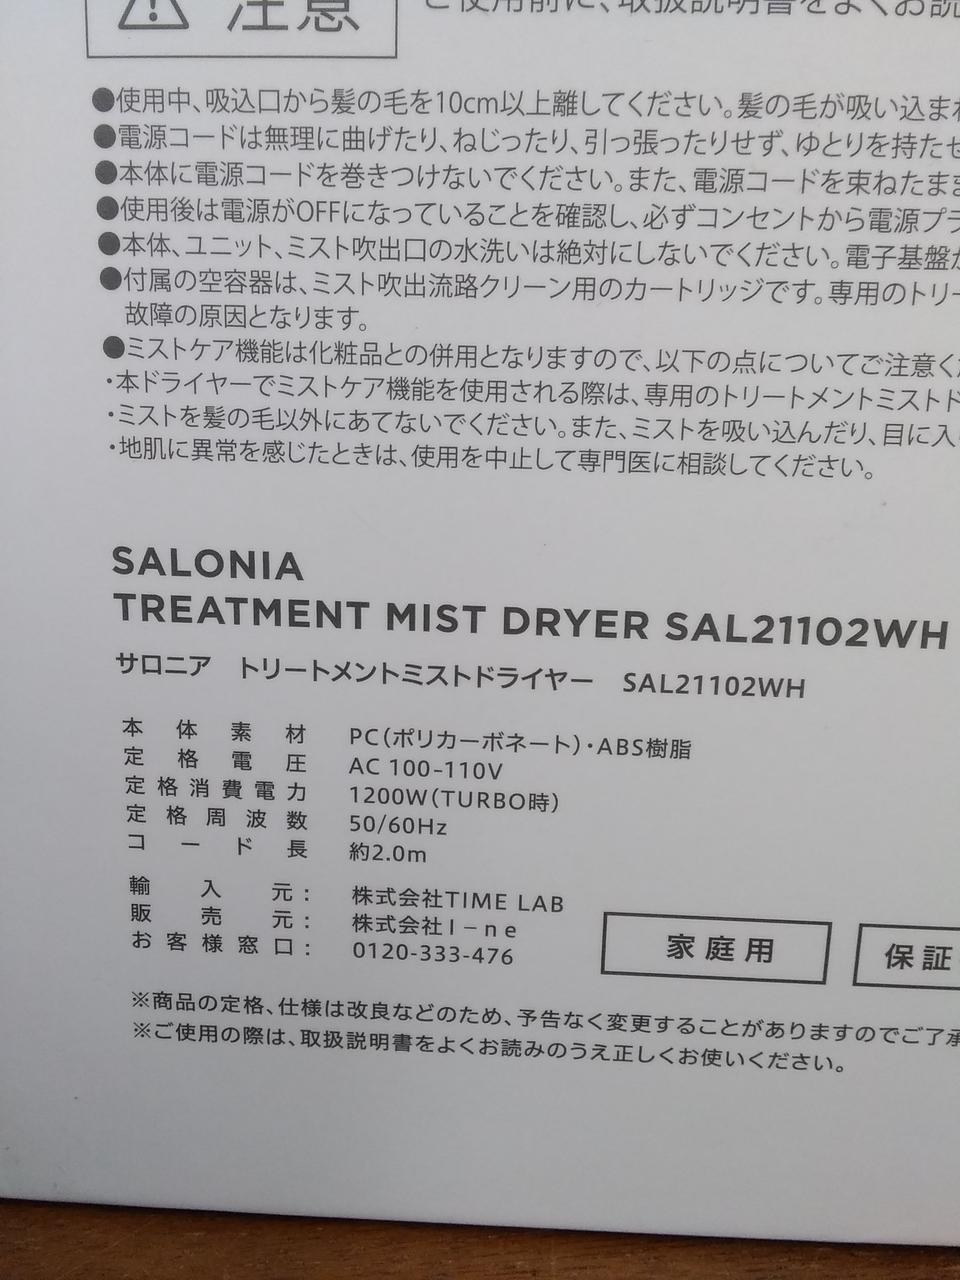 注意
ご使用前に、取扱説明書をよくお読
●使用中、吸込口から髪の毛を10cm以上離してください。髪の毛が吸い込まれ
●電源コードは無理に曲げたり、ねじったり、引っ張ったりせず、ゆとりを持たせ
●本体に電源コードを巻きつけないでください。また、電源コードを束ねたまま
●使用後は電源がOFFになっていることを確認し、必ずコンセントから電源プラ
●本体、ユニット、ミスト吹出口の水洗いは絶対にしないでください。電子基盤が
●付属の空容器は、ミスト吹出流路クリーン用のカートリッジです。専用のトリー
故障の原因となります。
●ミストケア機能は化粧品との併用となりますので、以下の点についてご注意くだ
・本ドライヤーでミストケア機能を使用される際は、専用のトリートメントミストド
・ミストを髪の毛以外にあてないでください。また、ミストを吸い込んだり、目に入
・地肌に異常を感じたときは、使用を中止して専門医に相談してください。
SALONIA
TREATMENT MIST DRYER SAL21102WH
サロニア　トリートメントミストドライヤー　SAL21102WH
本体素材　PC(ポリカーボネート)・ABS樹脂
定格電圧　AC 100-110V
定格消費電力　1200W(TURBO時)
定格周波数　50/60Hz
コード長　約2.0m
輸入元：株式会社TIME LAB
販売元：株式会社I－ne
お客様窓口：0120-333-476
家庭用
保証
※商品の定格、仕様は改良などのため、予告なく変更することがありますのでご了承
※ご使用の際は、取扱説明書をよくお読みのうえ正しくお使いください。